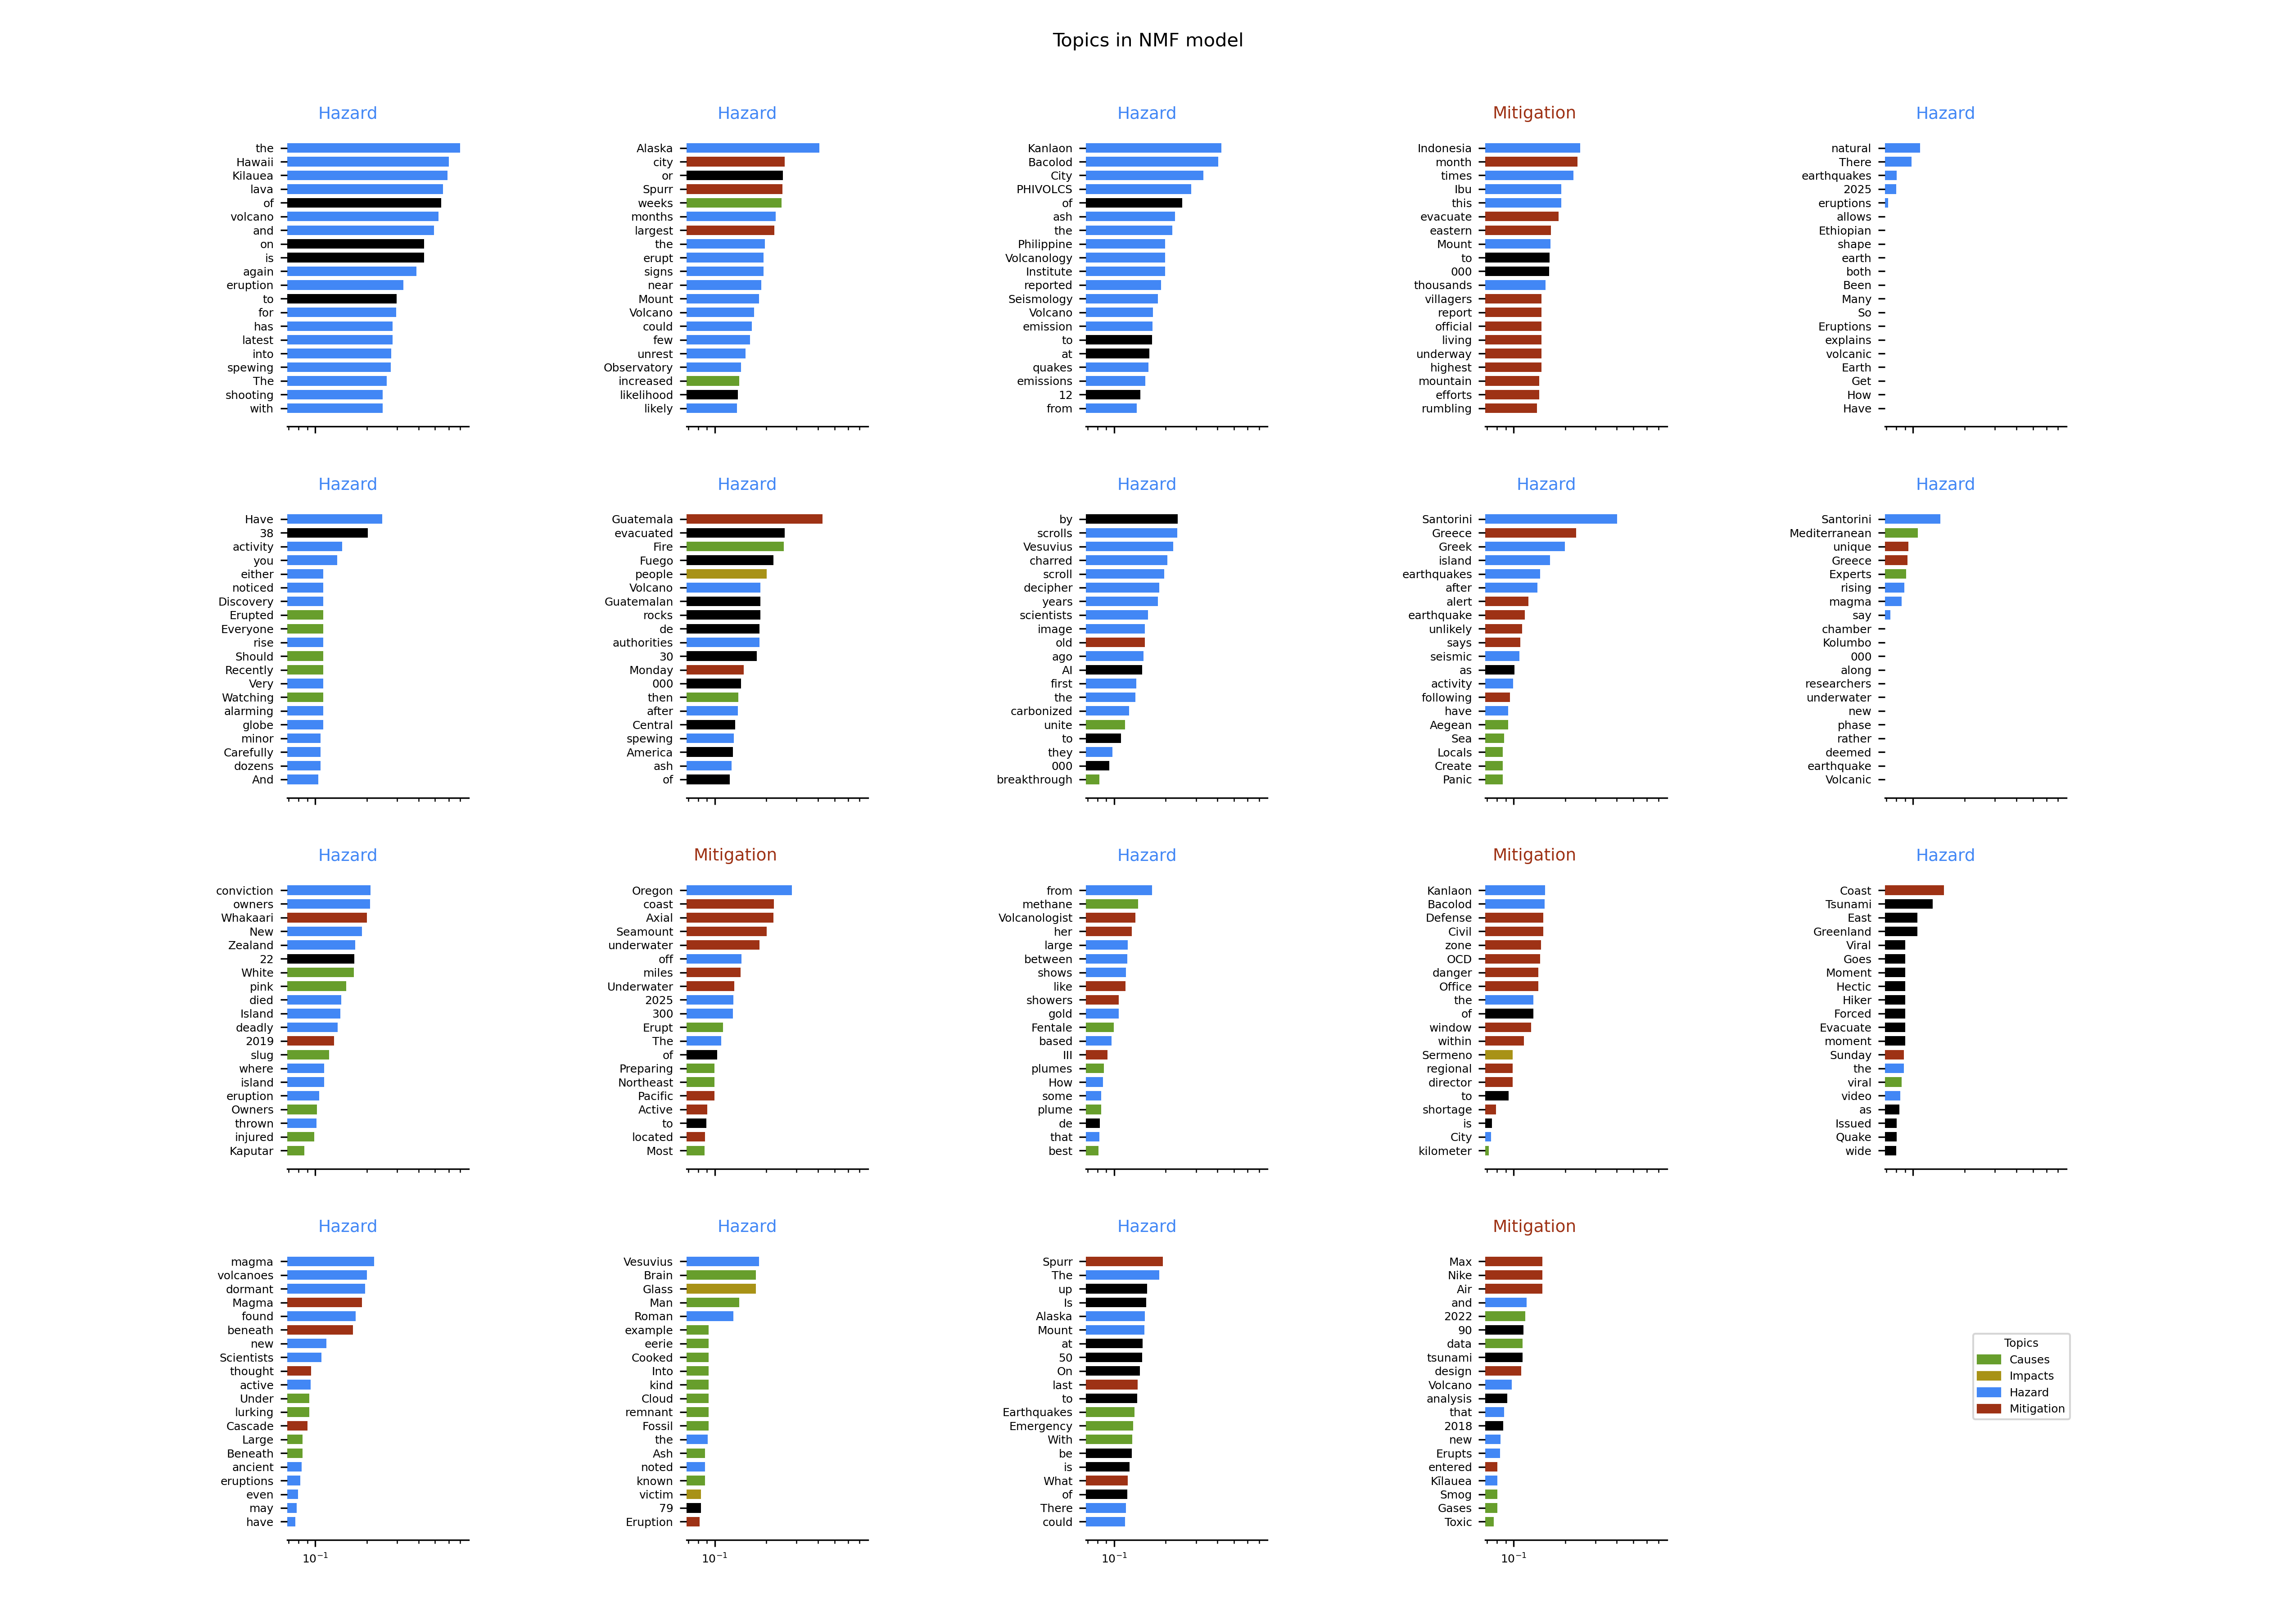 Topics in NMF model
Hazard
the
Hawaii
Kilauea
lava
of
volcano
and
on
is
again
eruption
to
for
has
latest
into
spewing
The
shooting
with
Hazard
Alaska
city
or
Spurr
weeks
months
largest
the
erupt
signs
near
Mount
Volcano
could
few
unrest
Observatory
increased
likelihood
likely
Hazard
Kanlaon
Bacolod
City
PHIVOLCS
of
ash
the
Philippine
Volcanology
Institute
reported
Seismology
Volcano
emission
to
at
quakes
emissions
12
from
Mitigation
Indonesia
month
times
Ibu
this
evacuate
eastern
Mount
to
000
thousands
villagers
report
official
living
underway
highest
mountain
efforts
rumbling
Hazard
natural
There
earthquakes
2025
eruptions
allows
Ethiopian
shape
earth
both
Been
Many
So
Eruptions
explains
volcanic
Earth
Get
How
Have
Hazard
Have
38
activity
you
either
noticed
Discovery
Erupted
Everyone
rise
Should
Recently
Very
Watching
alarming
globe
minor
Carefully
dozens
And
Hazard
Guatemala
evacuated
Fire
Fuego
people
Volcano
Guatemalan
rocks
de
authorities
30
Monday
000
then
after
Central
spewing
America
ash
of
Hazard
by
scrolls
Vesuvius
charred
scroll
decipher
years
scientists
image
old
ago
AI
first
the
carbonized
unite
to
they
000
breakthrough
Hazard
Santorini
Greece
Greek
island
earthquakes
after
alert
earthquake
unlikely
says
seismic
as
activity
following
have
Aegean
Sea
Locals
Create
Panic
Hazard
Santorini
Mediterranean
unique
Greece
Experts
rising
magma
say
chamber
Kolumbo
000
along
researchers
underwater
new
phase
rather
deemed
earthquake
Volcanic
Hazard
conviction
owners
Whakaari
New
Zealand
22
White
pink
died
Island
deadly
2019
slug
where
island
eruption
Owners
thrown
injured
Kaputar
Mitigation
Oregon
coast
Axial
Seamount
underwater
off
miles
Underwater
2025
300
Erupt
The
of
Preparing
Northeast
Pacific
Active
to
located
Most
Hazard
from
methane
Volcanologist
her
large
between
shows
like
showers
gold
Fentale
based
III
plumes
How
some
plume
de
that
best
Mitigation
Kanlaon
Bacolod
Defense
Civil
zone
OCD
danger
Office
the
of
window
within
Sermeno
regional
director
to
shortage
is
City
kilometer
Hazard
Coast
Tsunami
East
Greenland
Viral
Goes
Moment
Hectic
Hiker
Forced
Evacuate
moment
Sunday
the
viral
video
as
Issued
Quake
wide
Hazard
magma
volcanoes
dormant
Magma
found
beneath
new
Scientists
thought
active
Under
lurking
Cascade
Large
Beneath
ancient
eruptions
even
may
have
10⁻¹
Hazard
Vesuvius
Brain
Glass
Man
Roman
example
eerie
Cooked
Into
kind
Cloud
remnant
Fossil
the
Ash
noted
known
victim
79
Eruption
10⁻¹
Hazard
Spurr
The
up
Is
Alaska
Mount
at
50
On
last
to
Earthquakes
Emergency
With
be
is
What
of
There
could
10⁻¹
Mitigation
Max
Nike
Air
and
2022
90
data
tsunami
design
Volcano
analysis
that
2018
new
Erupts
entered
Kīlauea
Smog
Gases
Toxic
10⁻¹
Topics
Causes
Impacts
Hazard
Mitigation